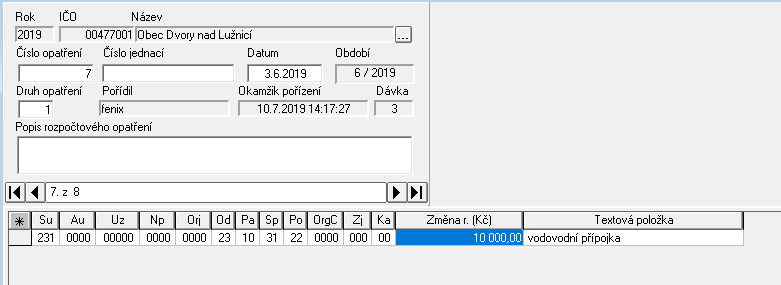 Rok IČO Název
2019 00477001 Obec Dvory nad Lužnicí ...
Číslo opatření Číslo jednací Datum Období
7 3.6.2019 6 / 2019
Druh opatření Pořídil Okamžik pořízení Dávka
1 fenix 10.7.2019 14:17:27 3
Popis rozpočtového opatření
7. z 8
Su Au Uz Np Orj Od Pa Sp Po OrgC Zj Ka Změna r. (Kč) Textová položka
231 0000 00000 0000 0000 23 10 31 22 0000 000 00 10 000,00 vodovodní přípojka